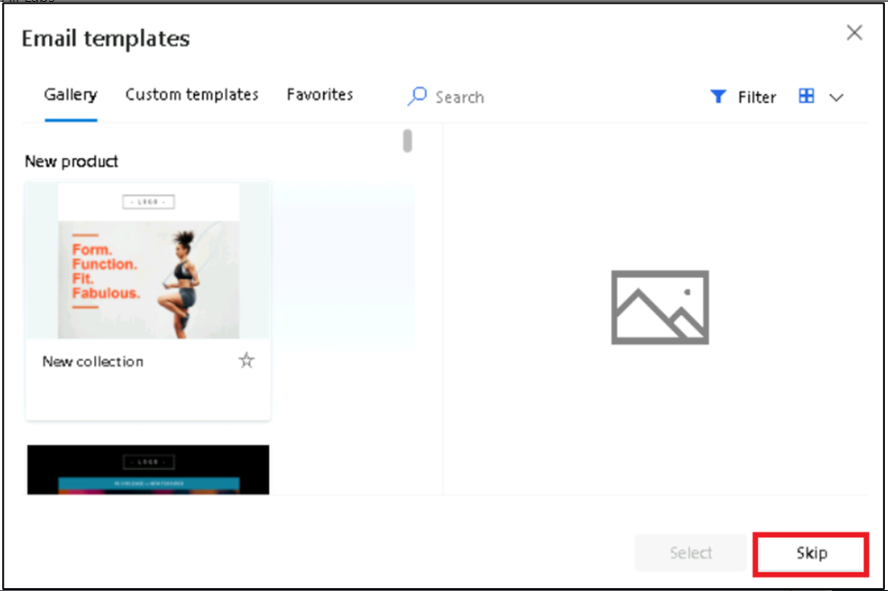 Email templates
Gallery
Custom templates
Favorites
Search
Filter
New product
- LOGO -
Form.
Function.
Fit.
Fabulous.
New collection
- LOGO -
Select
Skip